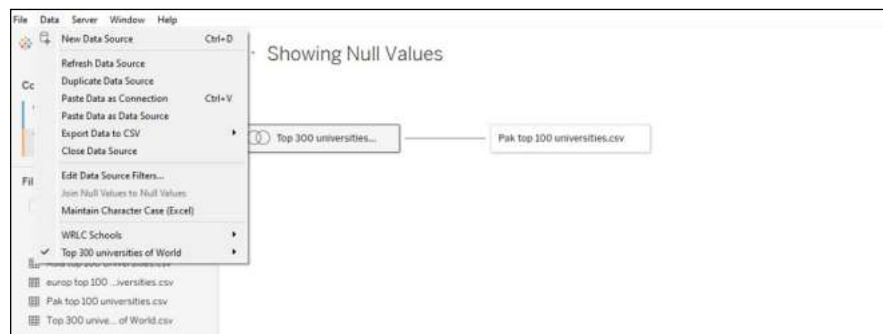 File Data Server Window Help
New Data Source Ctrl+D
Showing Null Values
Refresh Data Source
Duplicate Data Source
Paste Data as Connection Ctrl+V
Paste Data as Data Source
Export Data to CSV
Close Data Source
Top 300 universities...
Pak top 100 universities.csv
Edit Data Source Filters...
Join Null Values to Null Values
Maintain Character Case (Excel)
WRLC Schools
Top 300 universities of World
Co
Fil
europ top 100 ...iversities.csv
Pak top 100 universities.csv
Top 300 unive... of World.csv